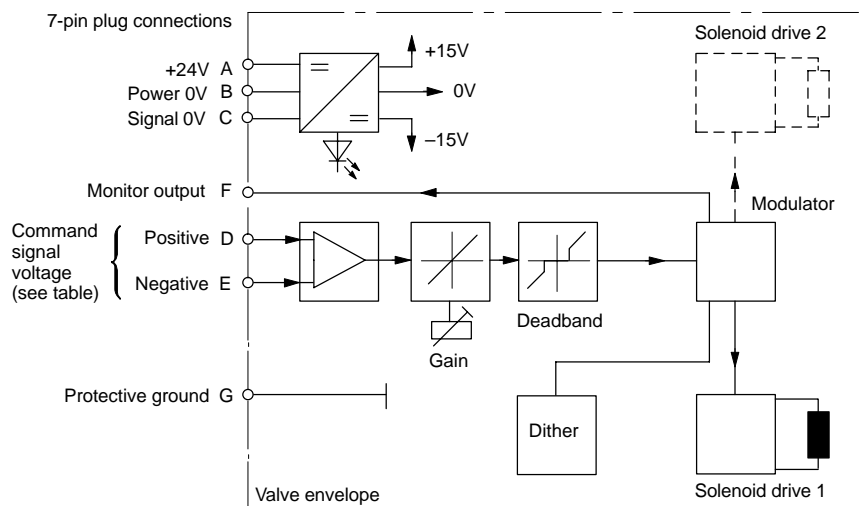 7-pin plug connections
Solenoid drive 2
+24V A
Power 0V B
Signal 0V C
+15V
0V
–15V
Monitor output F
Modulator
Command
signal
voltage
(see table)
Positive D
Negative E
Gain
Deadband
Protective ground G
Dither
Valve envelope
Solenoid drive 1